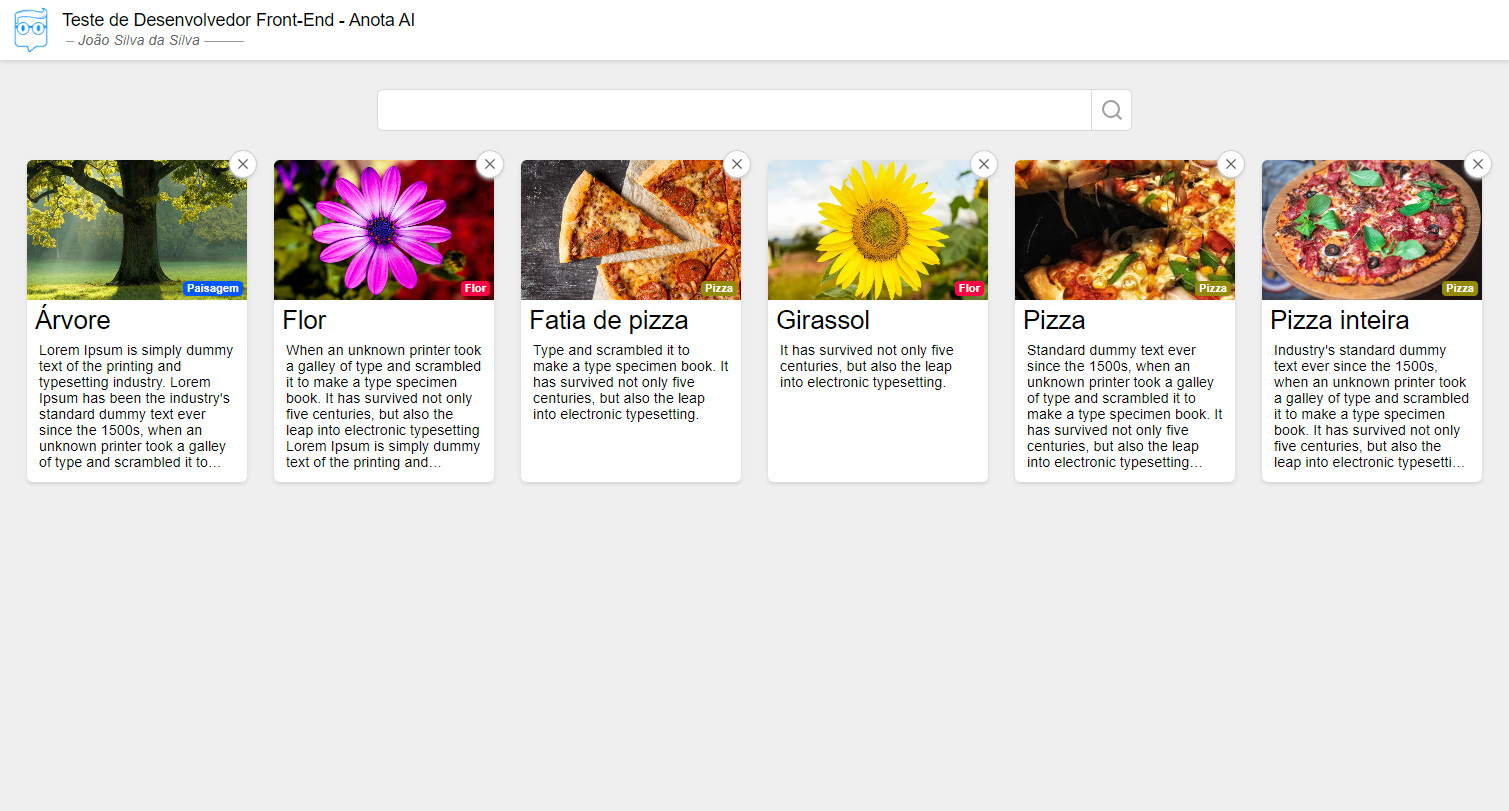 Teste de Desenvolvedor Front-End - Anota AI
– João Silva da Silva ———
Paisagem
Árvore
Lorem Ipsum is simply dummy
text of the printing and
typesetting industry. Lorem
Ipsum has been the industry's
standard dummy text ever
since the 1500s, when an
unknown printer took a galley
of type and scrambled it to…
Flor
Flor
When an unknown printer took
a galley of type and scrambled
it to make a type specimen
book. It has survived not only
five centuries, but also the
leap into electronic typesetting
Lorem Ipsum is simply dummy
text of the printing and…
Pizza
Fatia de pizza
Type and scrambled it to
make a type specimen book. It
has survived not only five
centuries, but also the leap
into electronic typesetting.
Flor
Girassol
It has survived not only five
centuries, but also the leap
into electronic typesetting.
Pizza
Pizza
Standard dummy text ever
since the 1500s, when an
unknown printer took a galley
of type and scrambled it to
make a type specimen book. It
has survived not only five
centuries, but also the leap
into electronic typesetting…
Pizza
Pizza inteira
Industry's standard dummy
text ever since the 1500s,
when an unknown printer took
a galley of type and scrambled
it to make a type specimen
book. It has survived not only
five centuries, but also the
leap into electronic typesetti…